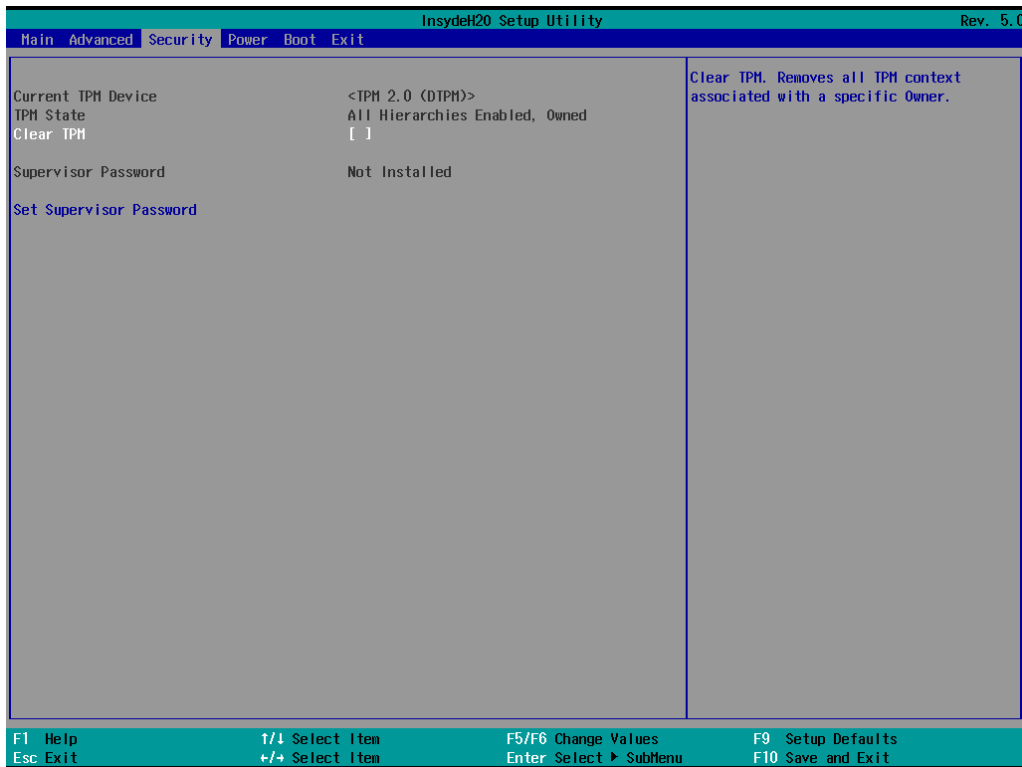 InsydeH20 Setup Utility Rev. 5.0
Main Advanced Security Power Boot Exit
Clear TPM. Removes all TPM context
associated with a specific Owner.
Current TPM Device <TPM 2.0 (DTPM)>
TPM State All Hierarchies Enabled, Owned
Clear TPM [ ]
Supervisor Password Not Installed
Set Supervisor Password
F1 Help ↑/↓ Select Item F5/F6 Change Values F9 Setup Defaults
Esc Exit ←/→ Select Item Enter Select ▶ SubMenu F10 Save and Exit